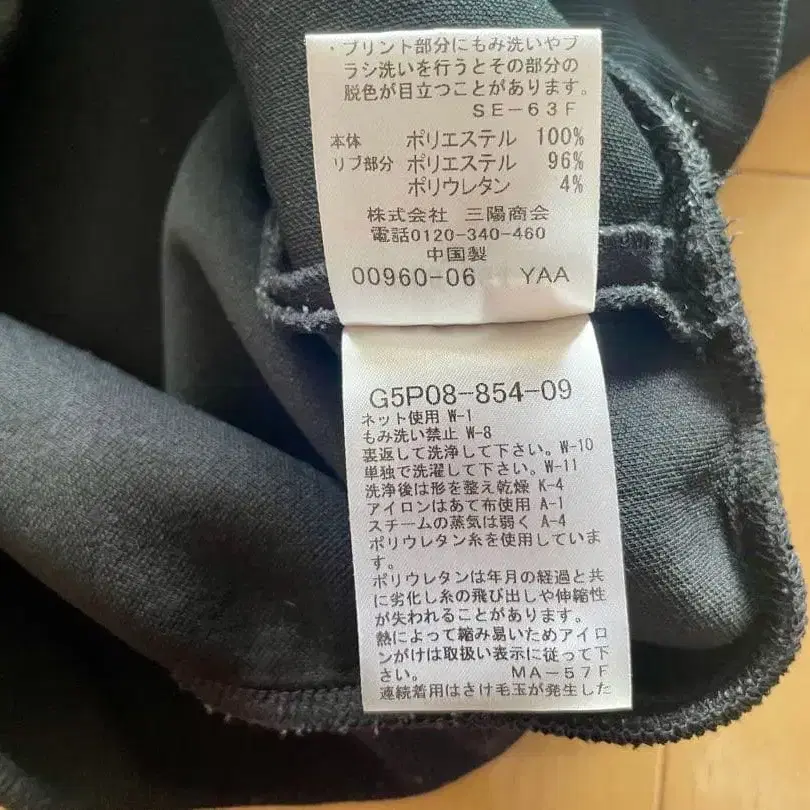 ・プリント部分にもみ洗いやブ
ラシ洗いを行うとその部分の
脱色が目立つことがあります。
SE-63F
本体 ポリエステル 100%
リブ部分 ポリエステル 96%
ポリウレタン 4%
株式会社 三陽商会
電話0120-340-460
中国製
00960-06 YAA
G5P08-854-09
ネット使用 W-1
もみ洗い禁止 W-8
裏返して洗浄して下さい。W-10
単独で洗濯して下さい。W-11
洗浄後は形を整え乾燥 K-4
アイロンはあて布使用 A-1
スチームの蒸気は弱く A-4
ポリウレタン糸を使用していま
す。
ポリウレタンは年月の経過と共
に劣化し糸の飛び出しや伸縮性
が失われることがあります。
熱によって縮み易いためアイロ
ンがけは取扱い表示に従って下
さい。 MA-57F
連続着用はさけ毛玉が発生した